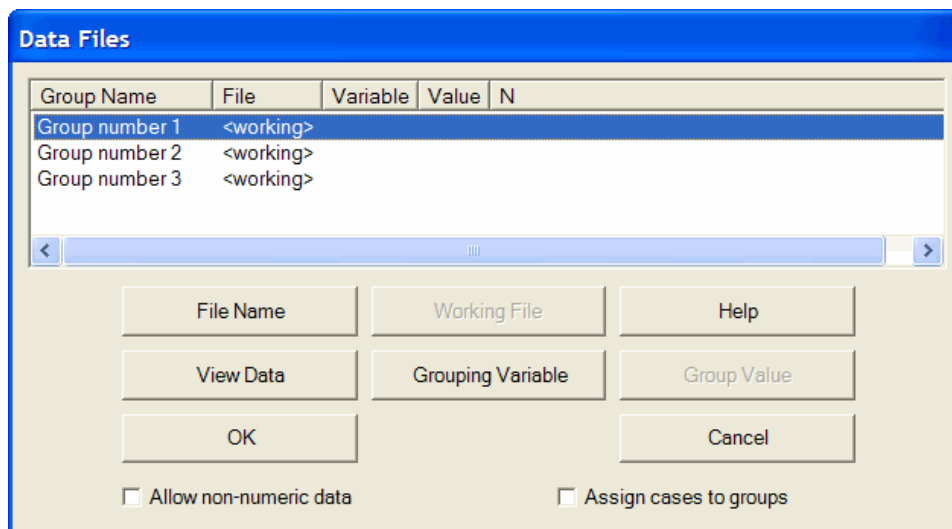 Data Files
Group Name File Variable Value N
Group number 1 <working>
Group number 2 <working>
Group number 3 <working>
File Name Working File Help
View Data Grouping Variable Group Value
OK Cancel
Allow non-numeric data Assign cases to groups